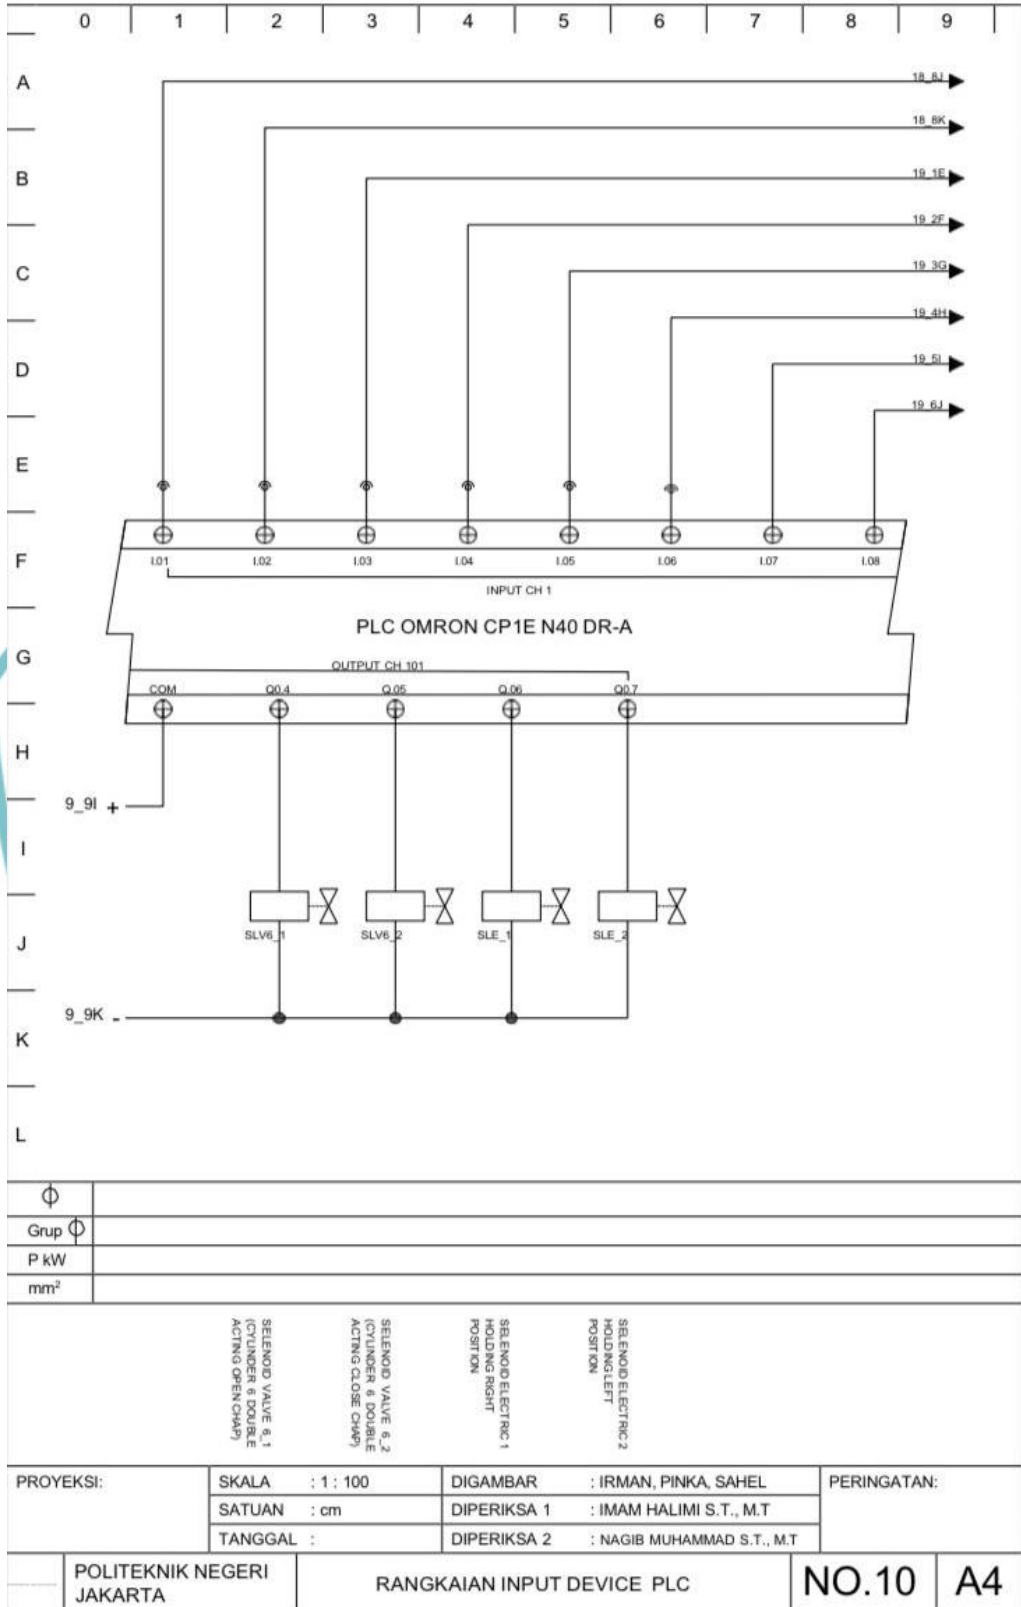 0 1 2 3 4 5 6 7 8 9
A
18_8J
18_8K
B
19_1E
19_2F
C
19_3G
19_4H
D
19_5I
19_6J
E
F
I.01 I.02 I.03 I.04 I.05 I.06 I.07 I.08
INPUT CH 1
PLC OMRON CP1E N40 DR-A
G
OUTPUT CH 101
COM Q0.4 Q.05 Q.06 Q0.7
H
9_9I +
I
SLV6_1 SLV6_2 SLE_1 SLE_2
J
9_9K -
K
L
Φ
Grup Φ
P kW
mm²
SELENOID VALVE 6_1
(CYLINDER 6 DOUBLE
ACTING OPEN CHAP)
SELENOID VALVE 6_2
(CYLINDER 6 DOUBLE
ACTING CLOSE CHAP)
SELENOID ELECTRIC 1
HOLDING RIGHT
POSITION
SELENOID ELECTRIC 2
HOLDING LEFT
POSITION
PROYEKSI:
SKALA : 1 : 100
SATUAN : cm
TANGGAL :
DIGAMBAR : IRMAN, PINKA, SAHEL
DIPERIKSA 1 : IMAM HALIMI S.T., M.T
DIPERIKSA 2 : NAGIB MUHAMMAD S.T., M.T
PERINGATAN:
POLITEKNIK NEGERI
JAKARTA
RANGKAIAN INPUT DEVICE PLC
NO.10
A4